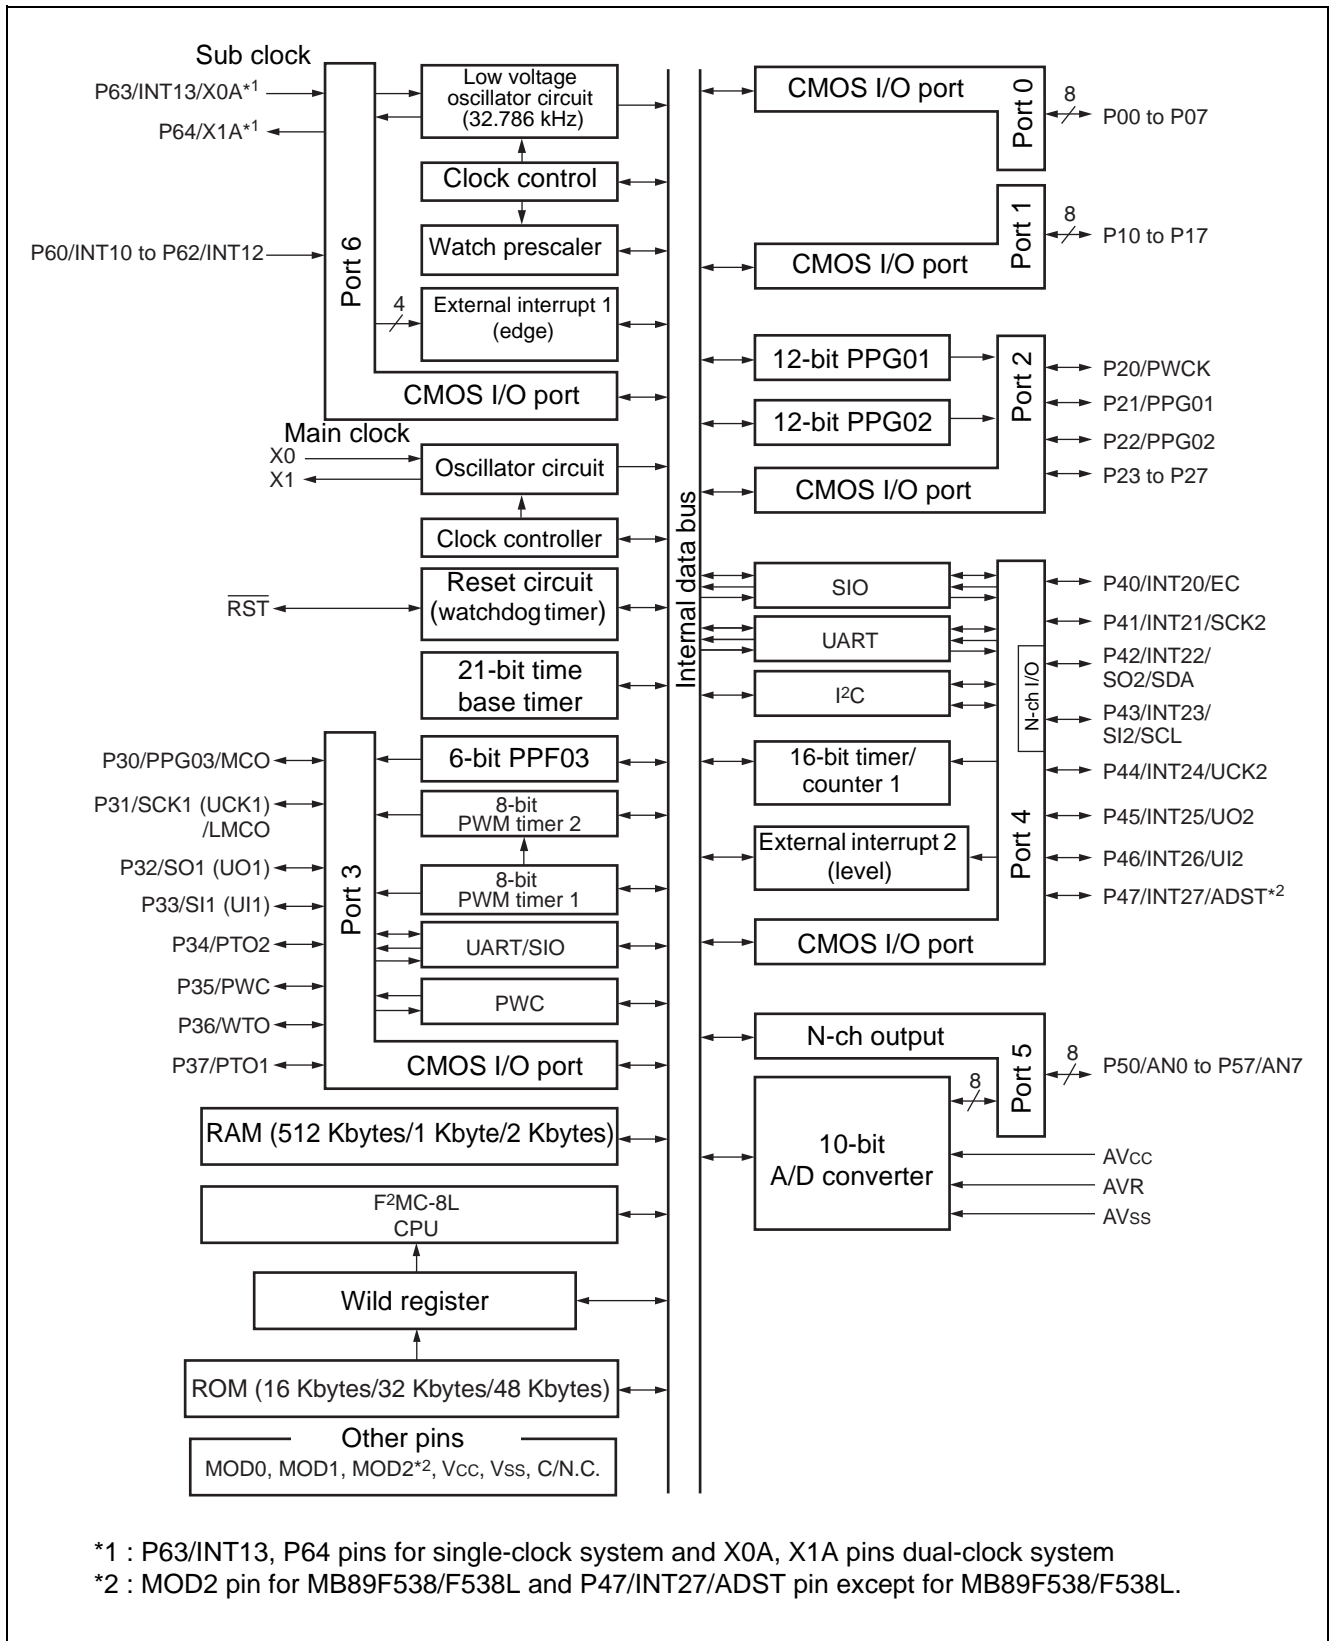 Sub clock
P63/INT13/X0A*1
P64/X1A*1
P60/INT10 to P62/INT12
Port 6
Low voltage
oscillator circuit
(32.786 kHz)
Clock control
Watch prescaler
4
External interrupt 1
(edge)
CMOS I/O port
Main clock
X0
X1
Oscillator circuit
Clock controller
RST
Reset circuit
(watchdog timer)
21-bit time
base timer
P30/PPG03/MCO
P31/SCK1 (UCK1)
/LMCO
P32/SO1 (UO1)
P33/SI1 (UI1)
P34/PTO2
P35/PWC
P36/WTO
P37/PTO1
Port 3
6-bit PPF03
8-bit
PWM timer 2
8-bit
PWM timer 1
UART/SIO
PWC
CMOS I/O port
RAM (512 Kbytes/1 Kbyte/2 Kbytes)
F2MC-8L
CPU
Wild register
ROM (16 Kbytes/32 Kbytes/48 Kbytes)
Other pins
MOD0, MOD1, MOD2*2, VCC, VSS, C/N.C.
Internal data bus
CMOS I/O port
Port 0
8
P00 to P07
CMOS I/O port
Port 1
8
P10 to P17
12-bit PPG01
12-bit PPG02
CMOS I/O port
Port 2
P20/PWCK
P21/PPG01
P22/PPG02
P23 to P27
SIO
UART
I2C
16-bit timer/
counter 1
External interrupt 2
(level)
CMOS I/O port
N-ch I/O
Port 4
P40/INT20/EC
P41/INT21/SCK2
P42/INT22/
SO2/SDA
P43/INT23/
SI2/SCL
P44/INT24/UCK2
P45/INT25/UO2
P46/INT26/UI2
P47/INT27/ADST*2
N-ch output
Port 5
8
P50/AN0 to P57/AN7
8
10-bit
A/D converter
AVCC
AVR
AVSS
*1 : P63/INT13, P64 pins for single-clock system and X0A, X1A pins dual-clock system
*2 : MOD2 pin for MB89F538/F538L and P47/INT27/ADST pin except for MB89F538/F538L.